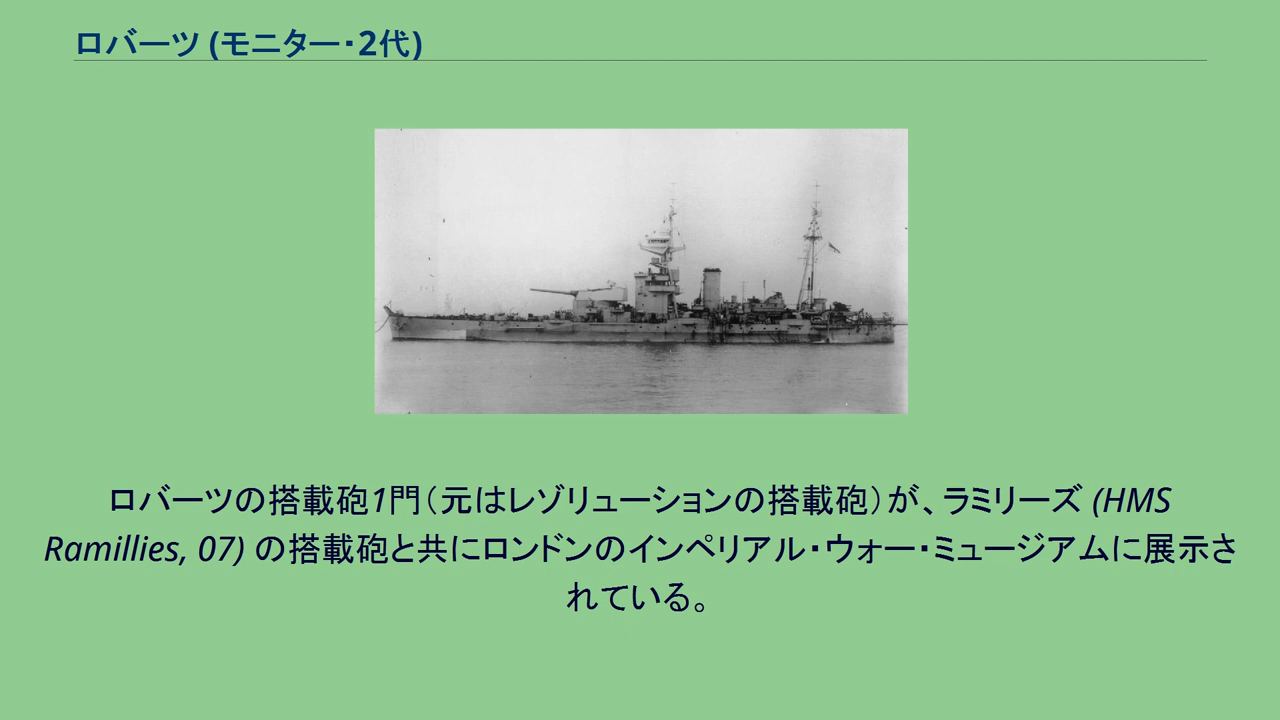 ロバーツ (モニター・2代)
ロバーツの搭載砲1門（元はレゾリューションの搭載砲）が、ラミリーズ (HMS
Ramillies, 07) の搭載砲と共にロンドンのインペリアル・ウォー・ミュージアムに展示さ
れている。